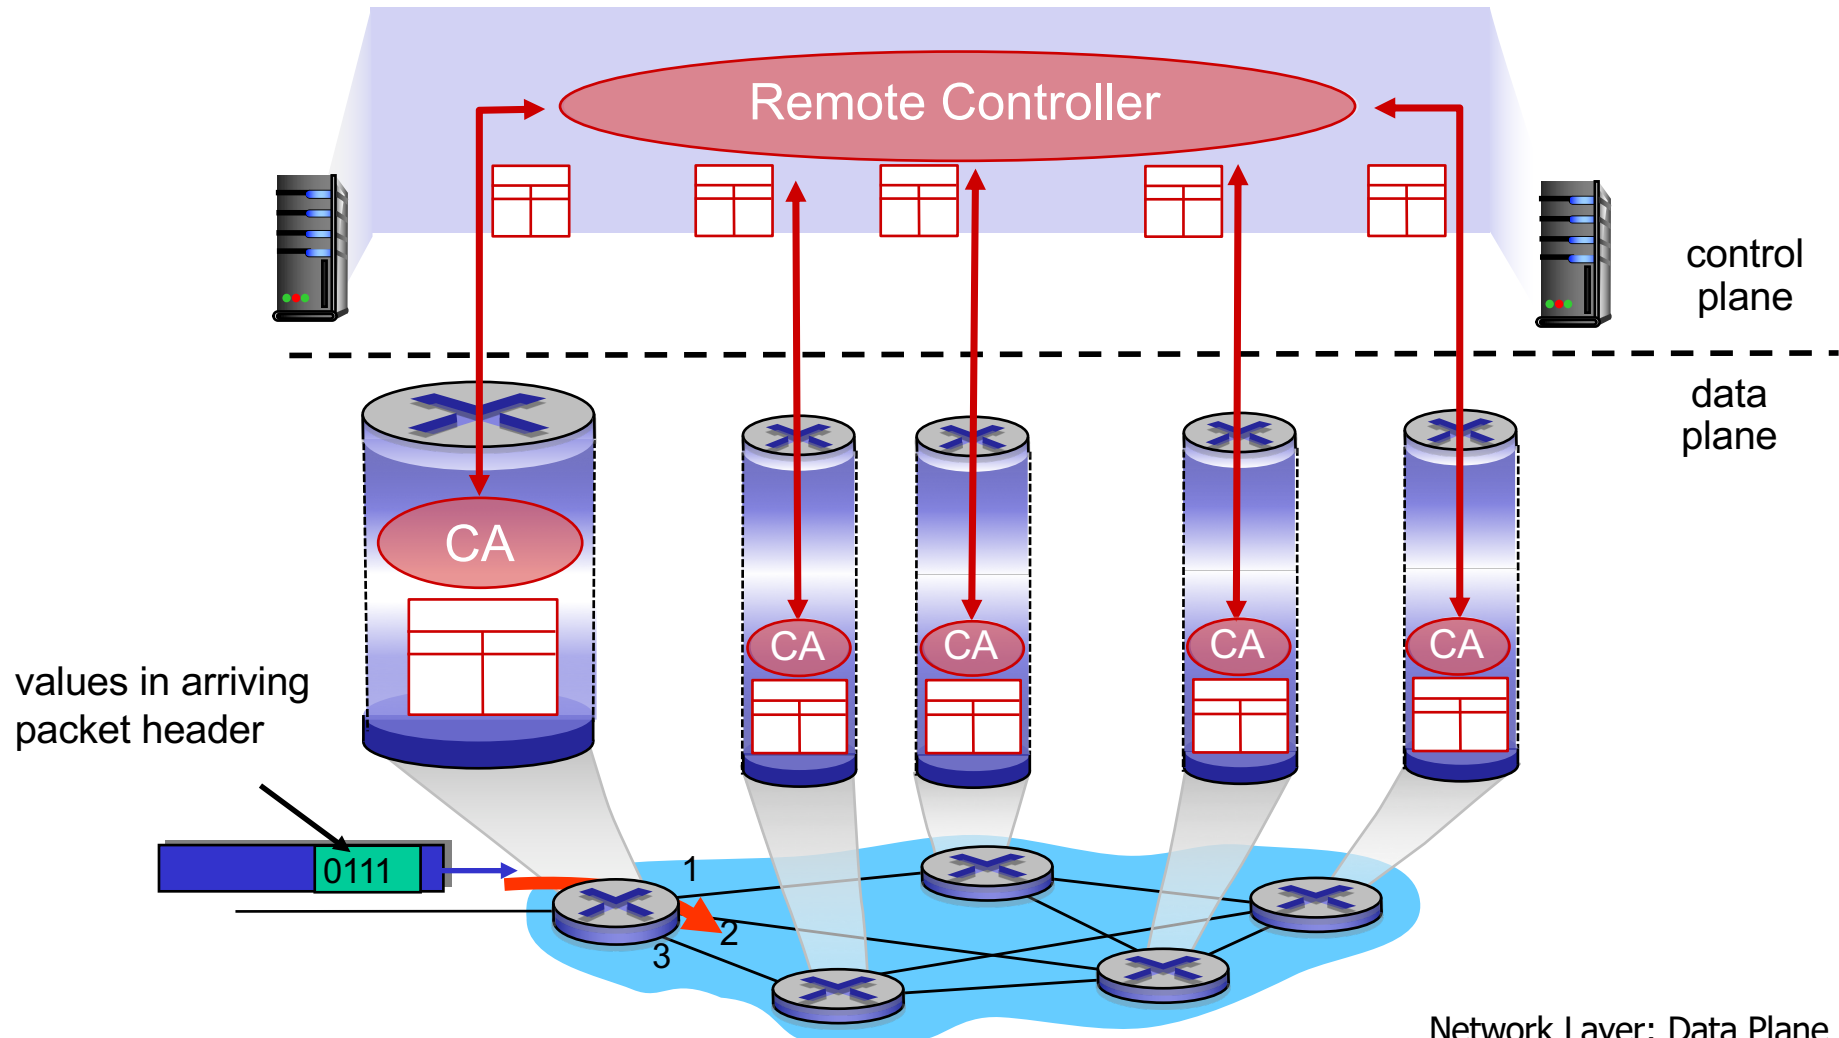 Remote Controller
control
plane
data
plane
CA
CA
CA
CA
CA
values in arriving
packet header
0111
1
2
3
Network Layer: Data Plane